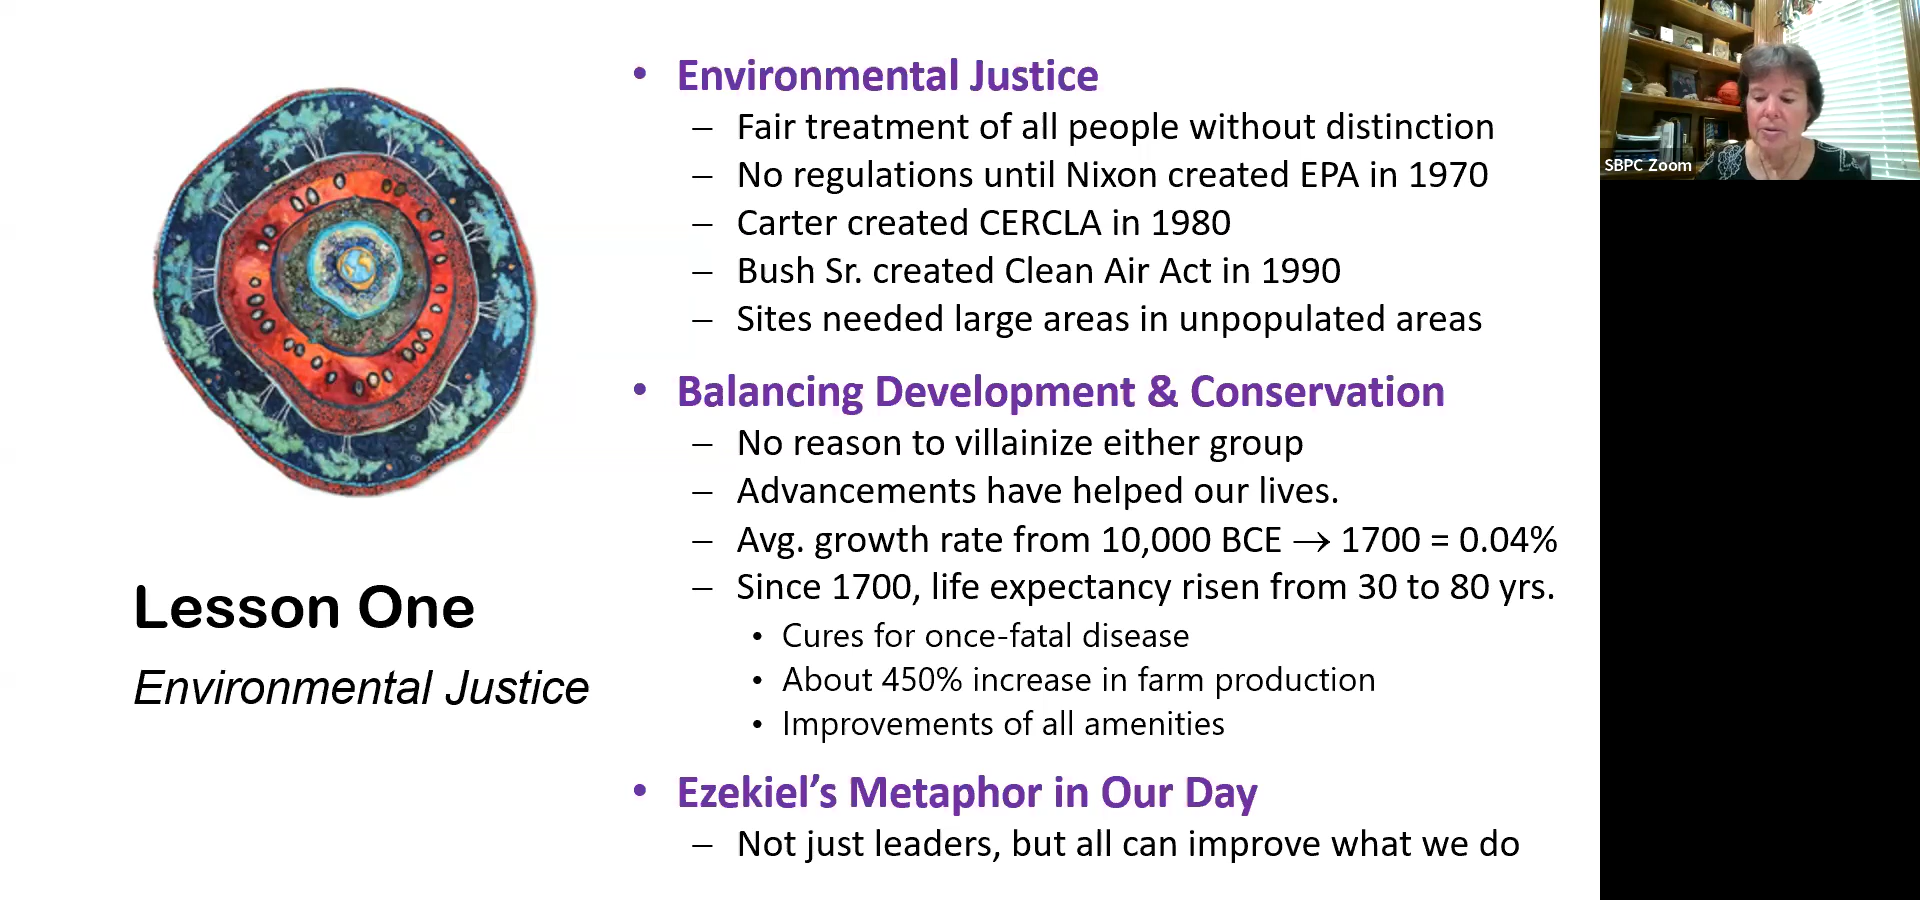 • Environmental Justice
– Fair treatment of all people without distinction
– No regulations until Nixon created EPA in 1970
– Carter created CERCLA in 1980
– Bush Sr. created Clean Air Act in 1990
– Sites needed large areas in unpopulated areas
• Balancing Development & Conservation
– No reason to villainize either group
– Advancements have helped our lives.
– Avg. growth rate from 10,000 BCE → 1700 = 0.04%
– Since 1700, life expectancy risen from 30 to 80 yrs.
• Cures for once-fatal disease
• About 450% increase in farm production
• Improvements of all amenities
• Ezekiel’s Metaphor in Our Day
– Not just leaders, but all can improve what we do
Lesson One
Environmental Justice
SBPC Zoom